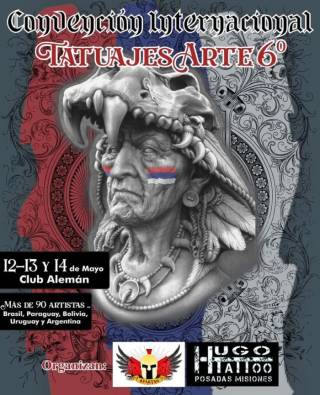 Convención Internacional
TATUAJES ARTE 6º
12–13 Y 14 de Mayo
Club Alemán
MÁS DE 90 ARTISTAS ..
Brasil, Paraguay, Bolivia,
Uruguay y Argentina
Organizan:
HUGO
TATTOO
POSADAS MISIONES